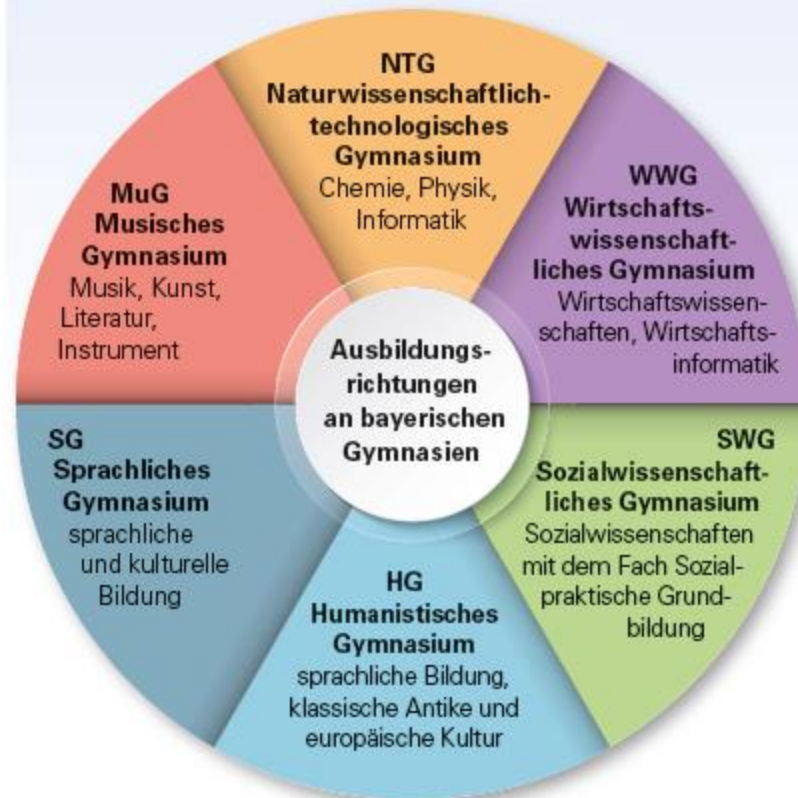 NTG
Naturwissenschaftlich-
technologisches
Gymnasium
Chemie, Physik,
Informatik
WWG
Wirtschafts-
wissenschaft-
liches Gymnasium
Wirtschaftswissen-
schaften, Wirtschafts-
informatik
SWG
Sozialwissenschaft-
liches Gymnasium
Sozialwissenschaften
mit dem Fach Sozial-
praktische Grund-
bildung
HG
Humanistisches
Gymnasium
sprachliche Bildung,
klassische Antike und
europäische Kultur
SG
Sprachliches
Gymnasium
sprachliche
und kulturelle
Bildung
MuG
Musisches
Gymnasium
Musik, Kunst,
Literatur,
Instrument
Ausbildungs-
richtungen
an bayerischen
Gymnasien